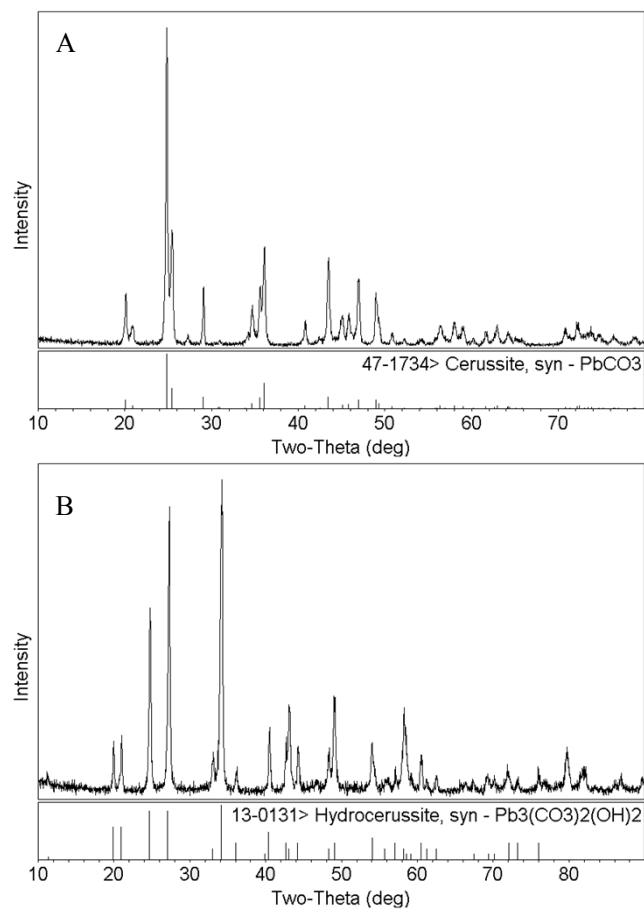 A
Intensity
47-1734> Cerussite, syn - PbCO3
10 20 30 40 50 60 70
Two-Theta (deg)
B
Intensity
13-0131> Hydrocerussite, syn - Pb3(CO3)2(OH)2
10 20 30 40 50 60 70 80
Two-Theta (deg)